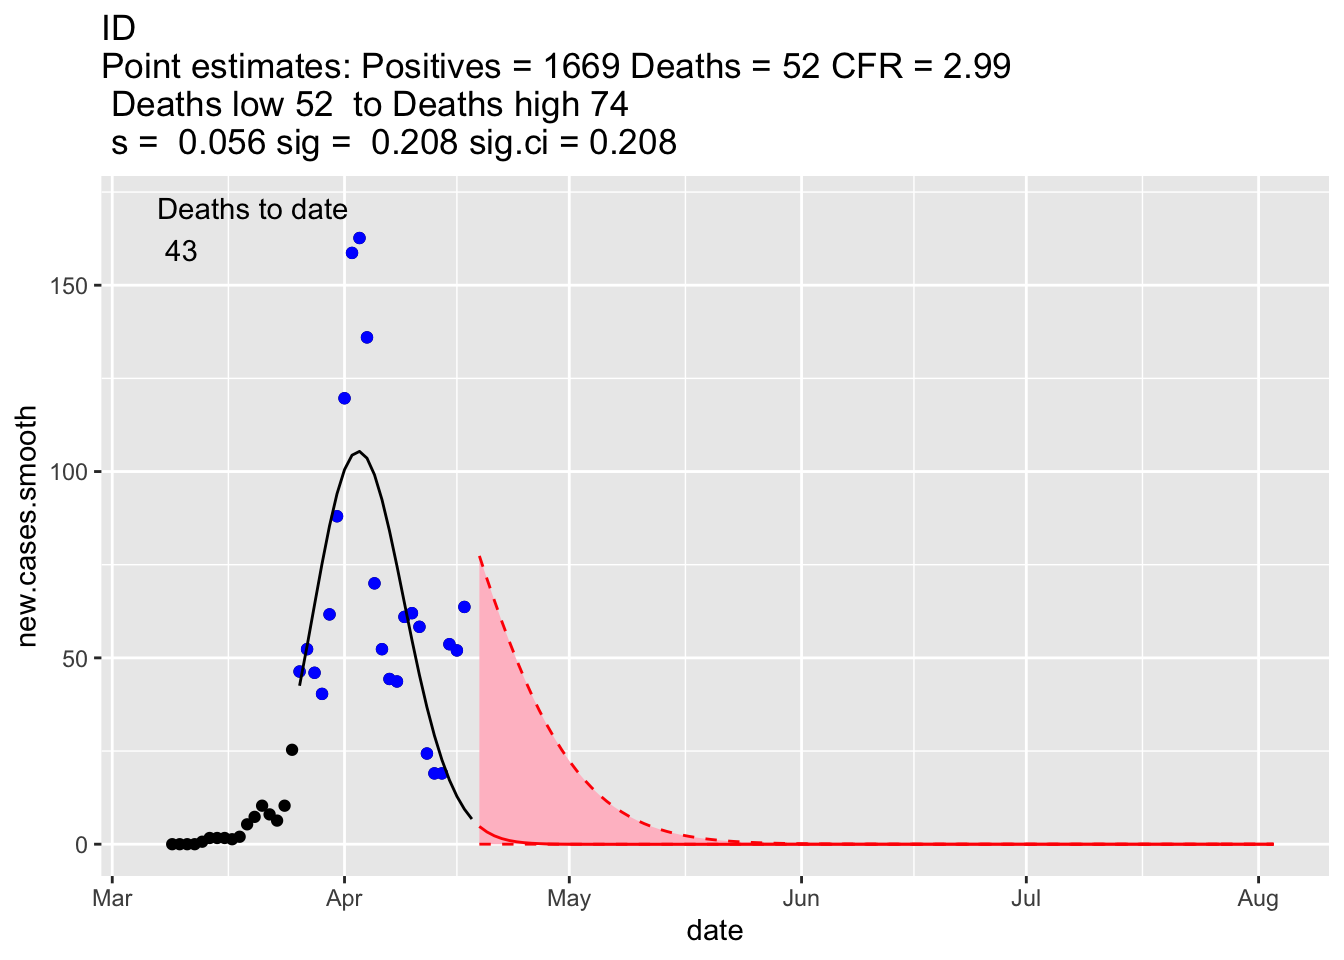 ID
Point estimates: Positives = 1669 Deaths = 52 CFR = 2.99
Deaths low 52  to Deaths high 74
s =  0.056 sig =  0.208 sig.ci = 0.208
Deaths to date
43
150
100
50
0
new.cases.smooth
Mar Apr May Jun Jul Aug
date